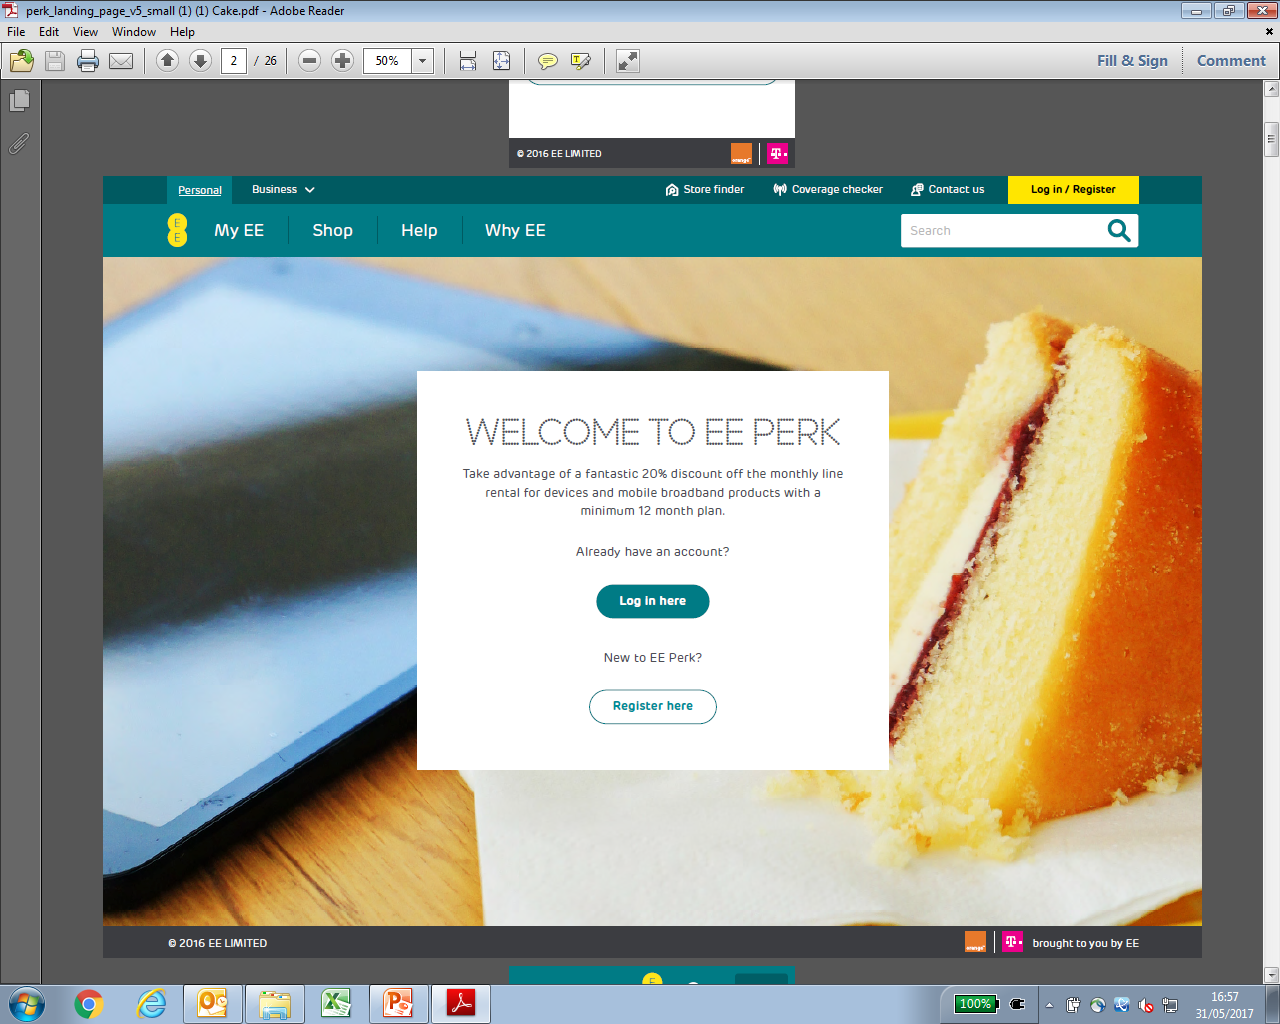 perk_landing_page_v5_small (1) (1) Cake.pdf - Adobe Reader
File Edit View Window Help
2 / 26 50% Fill & Sign Comment
© 2016 EE LIMITED orange T
Personal Business Store finder Coverage checker Contact us Log in / Register
EE My EE Shop Help Why EE Search
WELCOME TO EE PERK
Take advantage of a fantastic 20% discount off the monthly line
rental for devices and mobile broadband products with a
minimum 12 month plan.
Already have an account?
Log in here
New to EE Perk?
Register here
© 2016 EE LIMITED orange T brought to you by EE
E
100% 16:57
31/05/2017